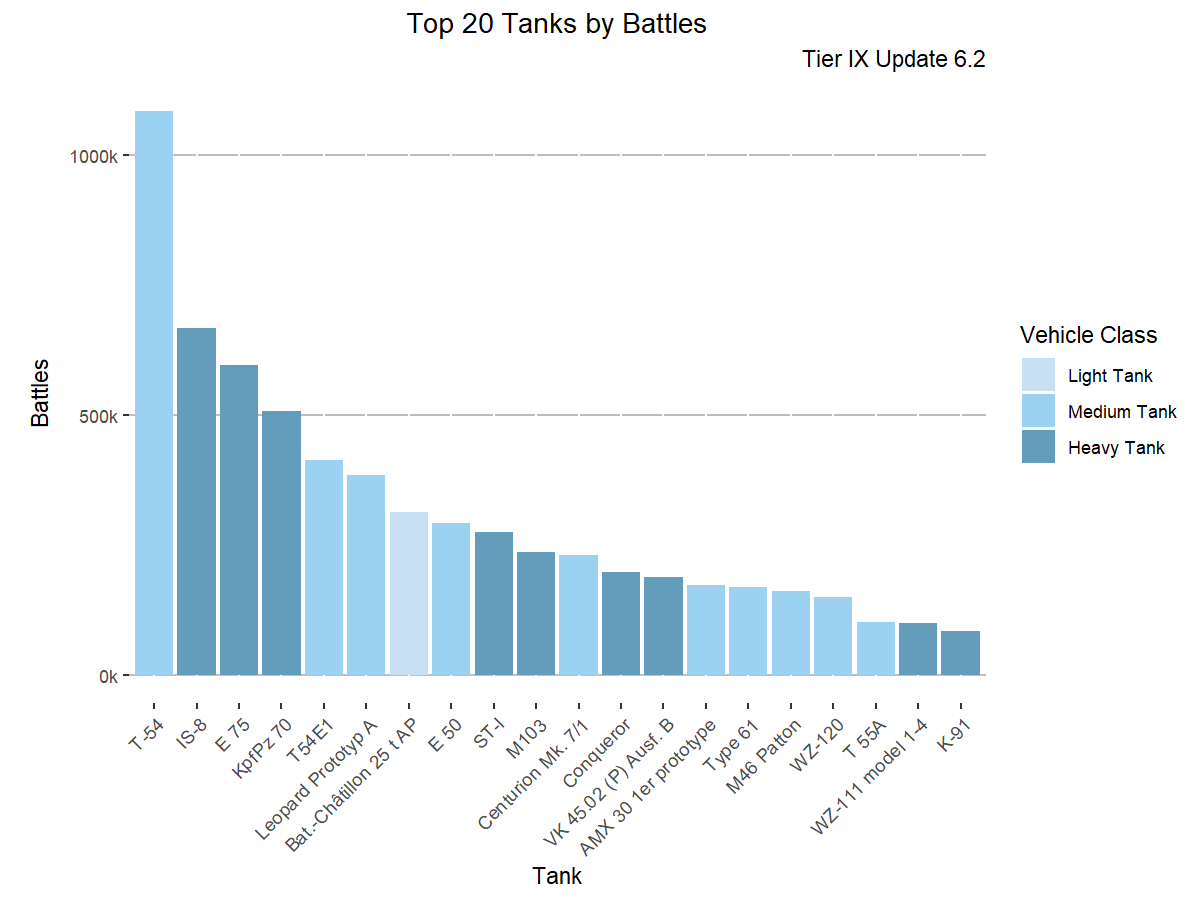 Top 20 Tanks by Battles
Tier IX Update 6.2
1000k
500k
0k
Battles
T-54
IS-8
E 75
KpfPz 70
T54E1
Leopard Prototyp A
Bat.-Châtillon 25 t AP
E 50
ST-I
M103
Centurion Mk. 7/1
Conqueror
VK 45.02 (P) Ausf. B
AMX 30 1er prototype
Type 61
M46 Patton
WZ-120
T 55A
WZ-111 model 1-4
K-91
Tank
Vehicle Class
Light Tank
Medium Tank
Heavy Tank